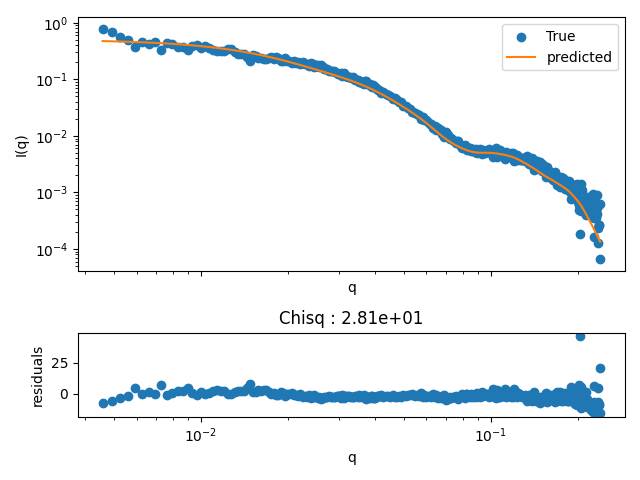 10⁰
10⁻¹
10⁻²
10⁻³
10⁻⁴
I(q)
True
predicted
q
Chisq : 2.81e+01
25
0
residuals
10⁻²
10⁻¹
q